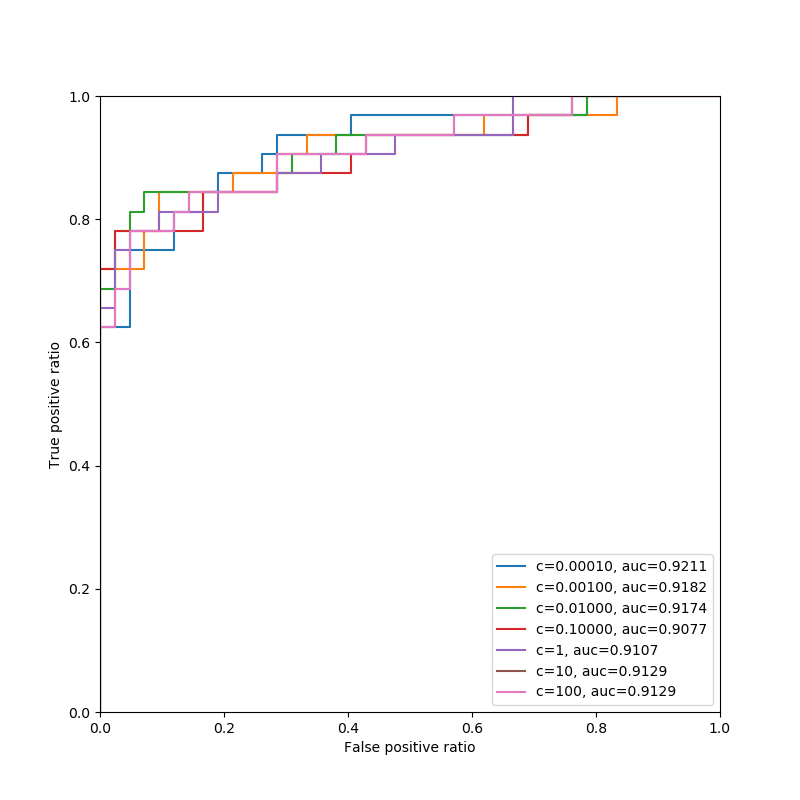 1.0
0.8
0.6
0.4
0.2
0.0
True positive ratio
0.0 0.2 0.4 0.6 0.8 1.0
False positive ratio
c=0.00010, auc=0.9211
c=0.00100, auc=0.9182
c=0.01000, auc=0.9174
c=0.10000, auc=0.9077
c=1, auc=0.9107
c=10, auc=0.9129
c=100, auc=0.9129